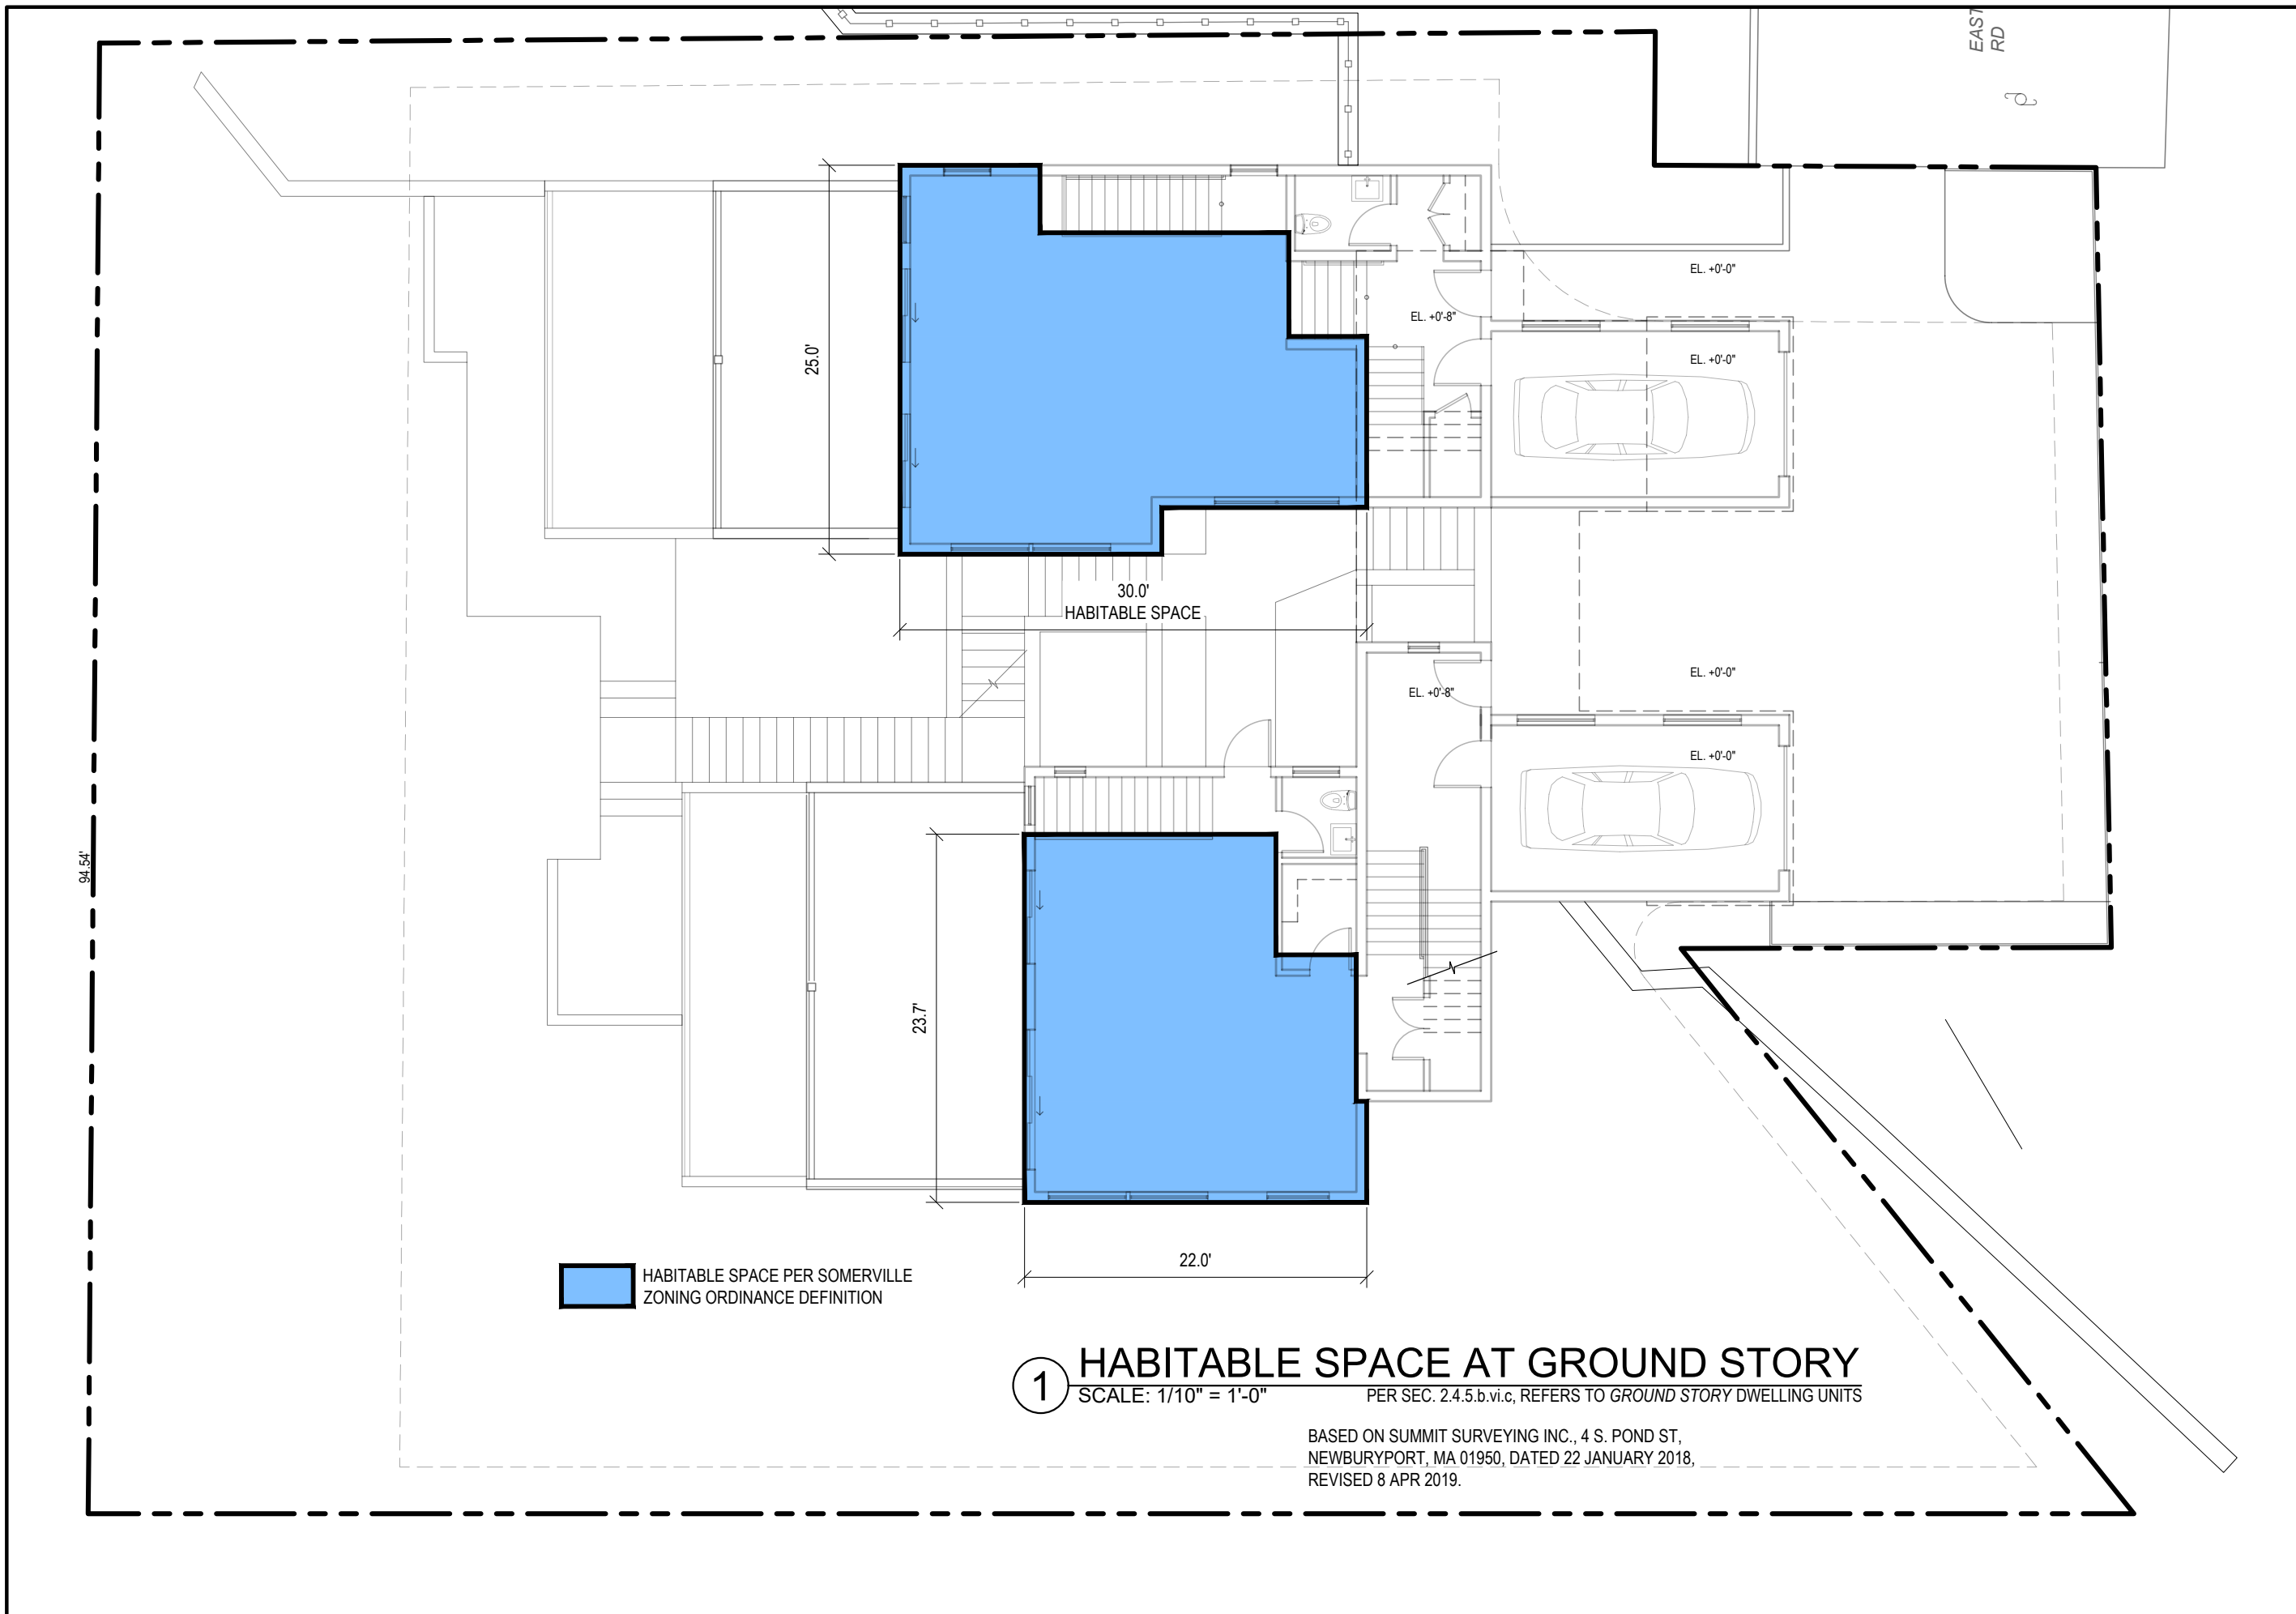 EAST
RD
EL. +0'-0"
EL. +0'-8"
25.0'
EL. +0'-0"
30.0'
HABITABLE SPACE
EL. +0'-0"
EL. +0'-8"
EL. +0'-0"
94.54'
23.7'
22.0'
HABITABLE SPACE PER SOMERVILLE
ZONING ORDINANCE DEFINITION
1
HABITABLE SPACE AT GROUND STORY
SCALE: 1/10" = 1'-0"
PER SEC. 2.4.5.b.vi.c, REFERS TO GROUND STORY DWELLING UNITS
BASED ON SUMMIT SURVEYING INC., 4 S. POND ST,
NEWBURYPORT, MA 01950, DATED 22 JANUARY 2018,
REVISED 8 APR 2019.